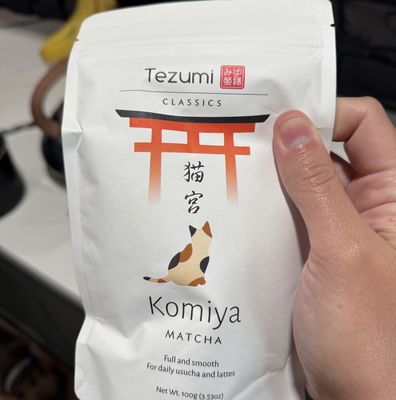 Tezumi
CLASSICS
猫
宮
Komiya
MATCHA
Full and smooth
For daily usucha and lattes
Net Wt. 100g (3.53oz)